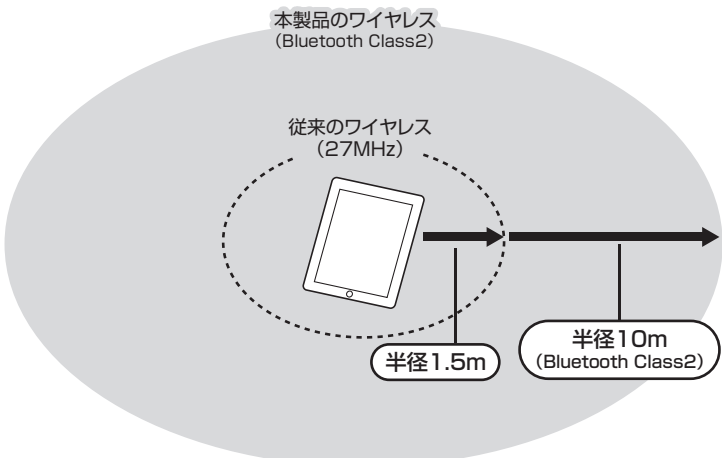 本製品のワイヤレス
(Bluetooth Class2)
従来のワイヤレス
(27MHz)
半径1.5m
半径10m
(Bluetooth Class2)